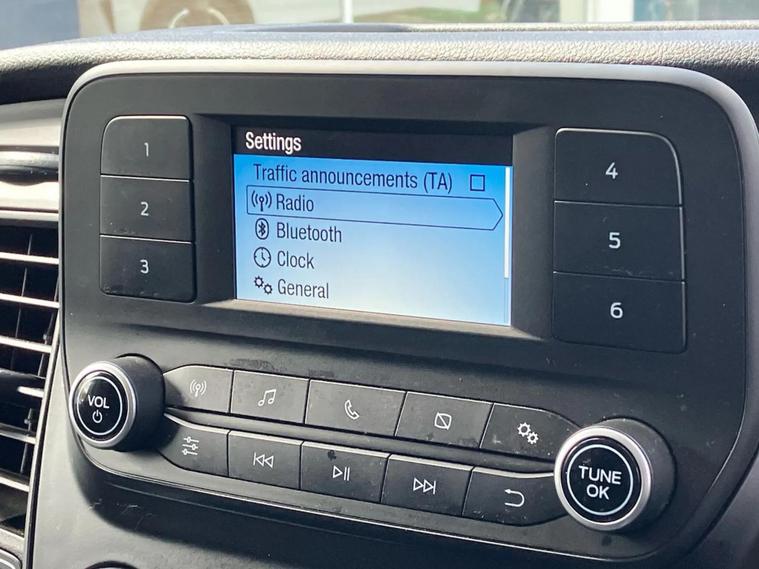 Settings
Traffic announcements (TA)
Radio
Bluetooth
Clock
General
1
2
3
4
5
6
VOL
TUNE
OK